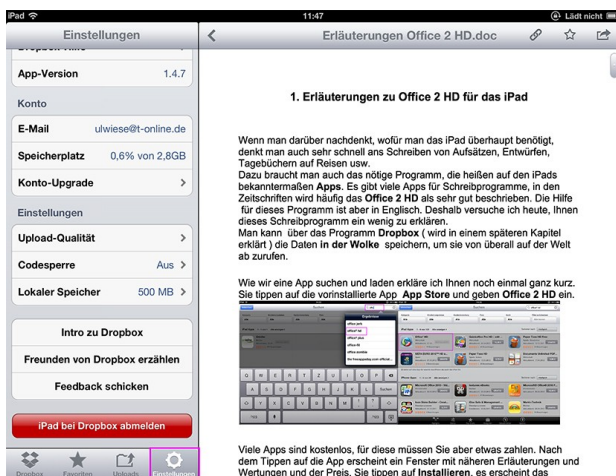 iPad
11:47
Lädt nicht
Einstellungen
Erläuterungen Office 2 HD.doc
App-Version 1.4.7
Konto
E-Mail ulwiese@t-online.de
Speicherplatz 0,6% von 2,8GB
Konto-Upgrade
Einstellungen
Upload-Qualität
Codesperre Aus
Lokaler Speicher 500 MB
Intro zu Dropbox
Freunden von Dropbox erzählen
Feedback schicken
iPad bei Dropbox abmelden
Dropbox Favoriten Uploads Einstellungen
1. Erläuterungen zu Office 2 HD für das iPad
Wenn man darüber nachdenkt, wofür man das iPad überhaupt benötigt,
denkt man auch sehr schnell ans Schreiben von Aufsätzen, Entwürfen,
Tagebüchern auf Reisen usw.
Dazu braucht man auch das nötige Programm, die heißen auf den iPads
bekanntermaßen Apps. Es gibt viele Apps für Schreibprogramme, in den
Zeitschriften wird häufig das Office 2 HD als sehr gut beschrieben. Die Hilfe
für dieses Programm ist aber in Englisch. Deshalb versuche ich heute, Ihnen
dieses Schreibprogramm ein wenig zu erklären.
Man kann über das Programm Dropbox ( wird in einem späteren Kapitel
erklärt ) die Daten in der Wolke speichern, um sie von überall auf der Welt
ab zurufen.
Wie wir eine App suchen und laden erkläre ich Ihnen noch einmal ganz kurz.
Sie tippen auf die vorinstallierte App App Store und geben Office 2 HD ein.
Viele Apps sind kostenlos, für diese müssen Sie aber etwas zahlen. Nach
dem Tippen auf die App erscheint ein Fenster mit näheren Erläuterungen und
Wertungen und der Preis. Sie tippen auf Installieren, es erscheint das